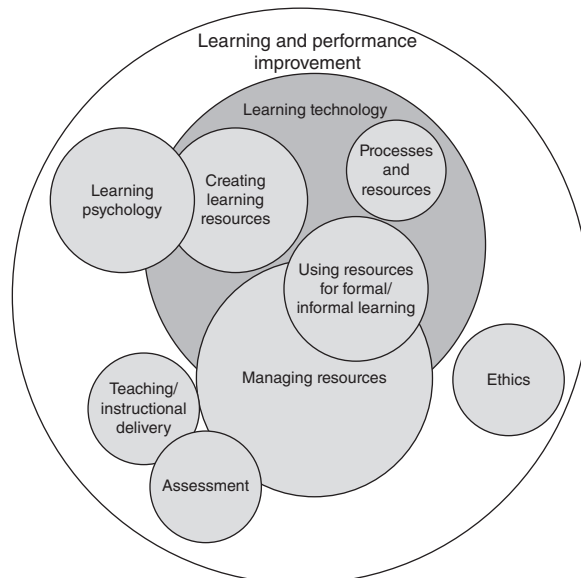 Learning and performance
improvement
Learning technology
Processes
and
resources
Learning
psychology
Creating
learning
resources
Using resources
for formal/
informal learning
Managing resources
Ethics
Teaching/
instructional
delivery
Assessment